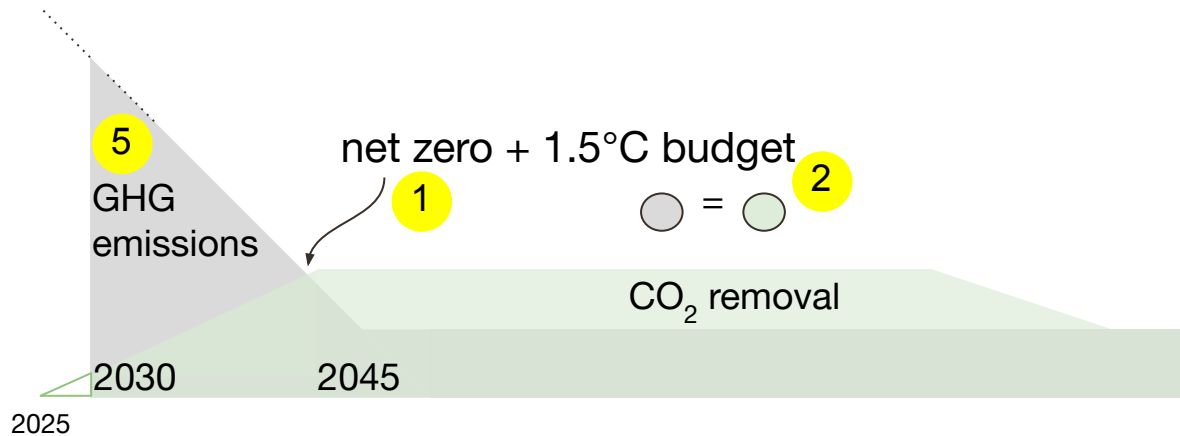 5
net zero + 1.5°C budget
2
1
=
GHG
emissions
CO₂ removal
2030
2045
2025